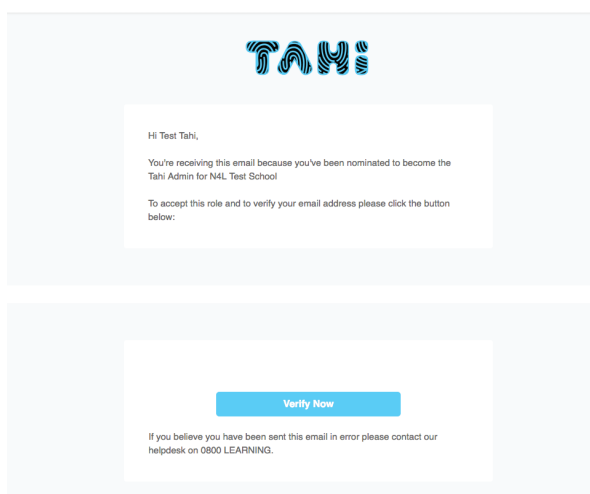 TAHi
Hi Test Tahi,
You're receiving this email because you've been nominated to become the
Tahi Admin for N4L Test School
To accept this role and to verify your email address please click the button
below:
Verify Now
If you believe you have been sent this email in error please contact our
helpdesk on 0800 LEARNING.